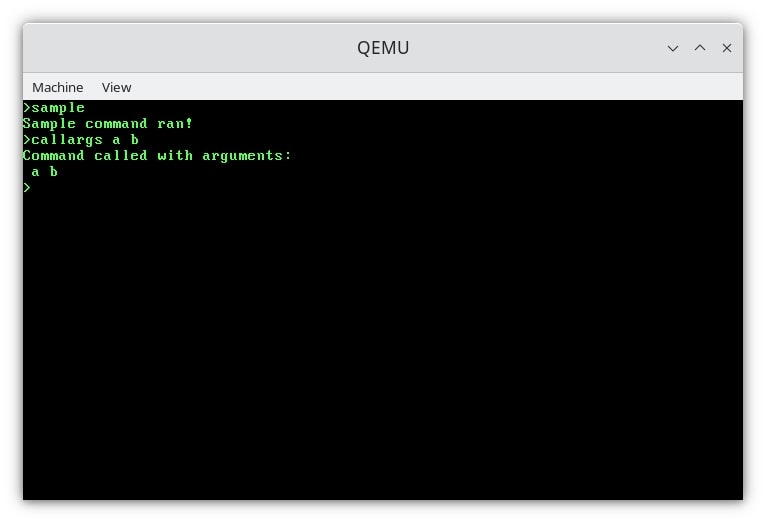 QEMU
Machine View
>sample
Sample command ran!
>callargs a b
Command called with arguments:
 a b
>